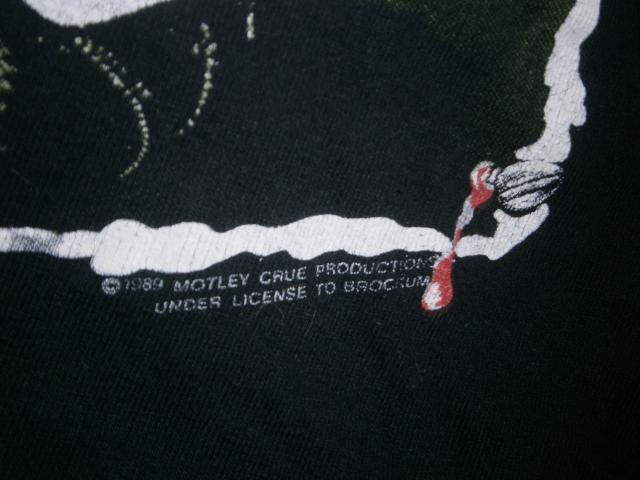 © 1989 MOTLEY CRUE PRODUCTIONS
UNDER LICENSE TO BROCKUM